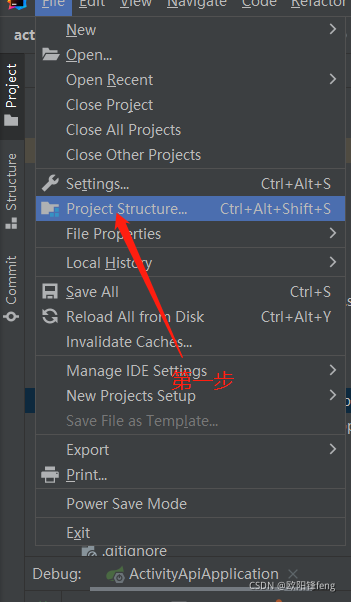 File Edit View Navigate Code Refactor
act
Project
New
Open...
Open Recent
Close Project
Close All Projects
Close Other Projects
Structure
Settings... Ctrl+Alt+S
Project Structure... Ctrl+Alt+Shift+S
File Properties
Local History
Commit
Save All Ctrl+S
Reload All from Disk Ctrl+Alt+Y
Invalidate Caches...
Manage IDE Settings
第一步
New Projects Setup
Save File as Template...
Export
Print...
Power Save Mode
Exit
.gitignore
CSDN @欧阳锋feng
Debug: ActivityApiApplication